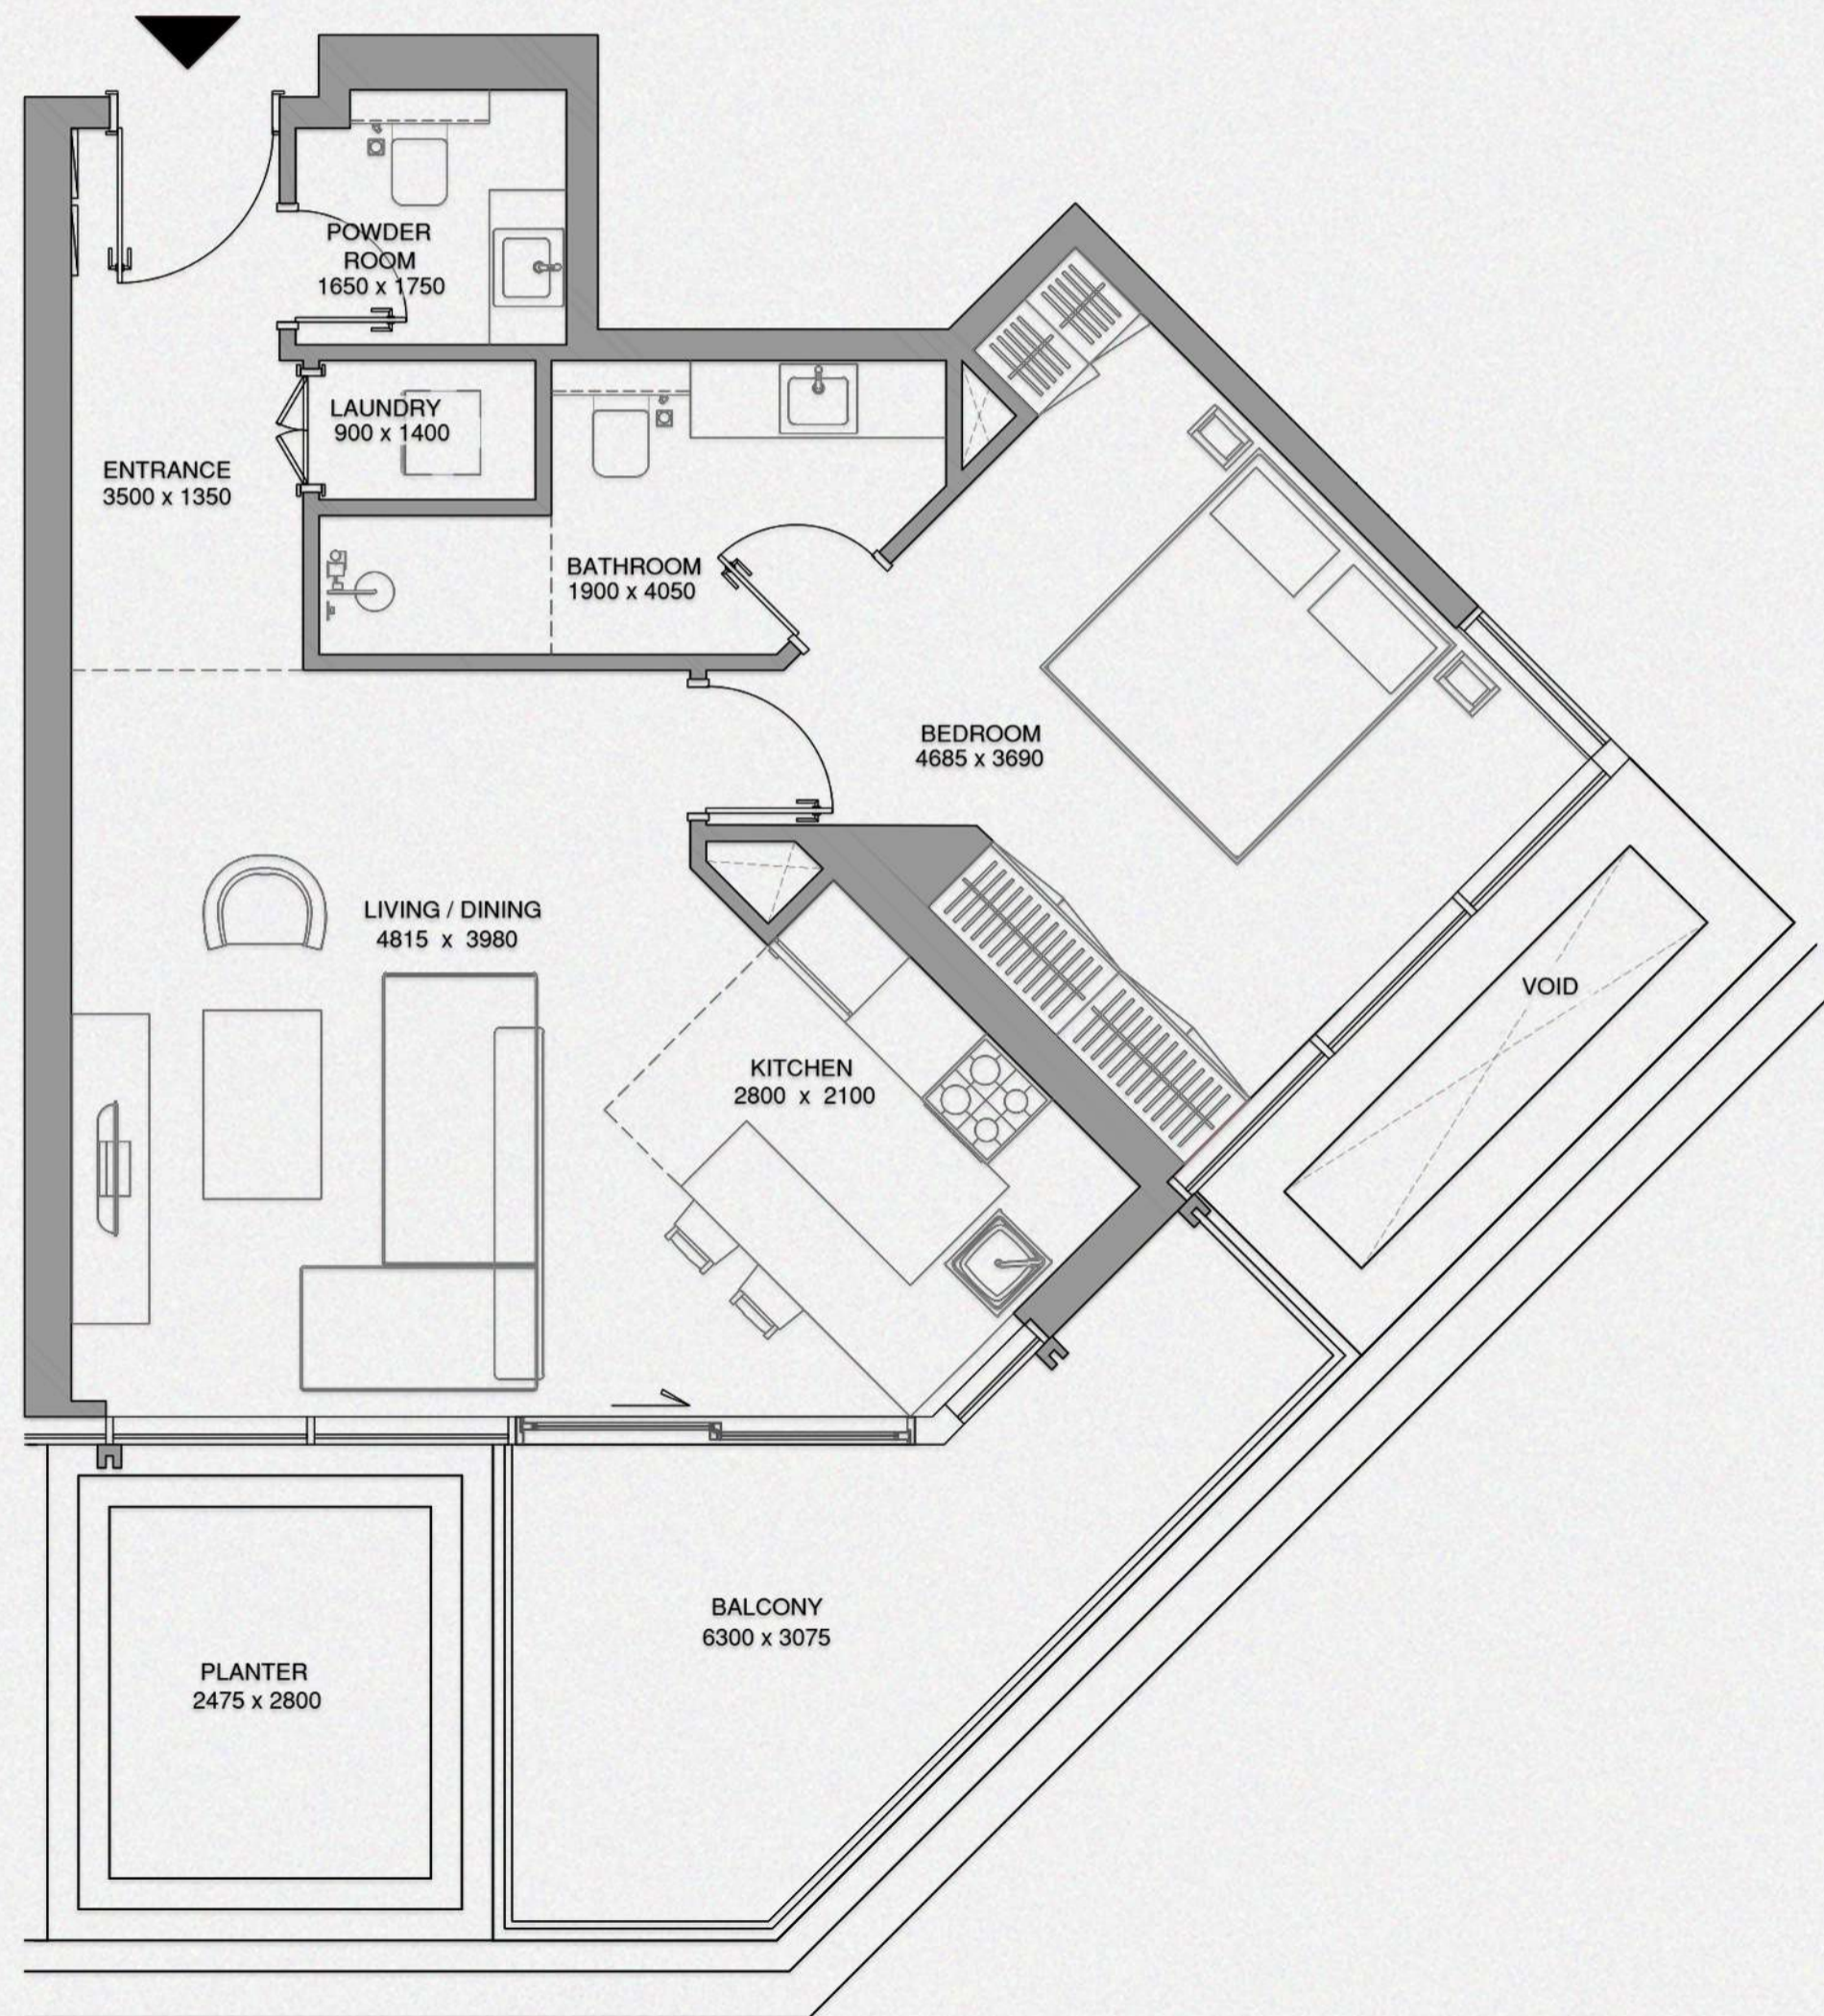 POWDER
ROOM
1650 x 1750
LAUNDRY
900 x 1400
ENTRANCE
3500 x 1350
BATHROOM
1900 x 4050
BEDROOM
4685 x 3690
LIVING / DINING
4815 x 3980
VOID
KITCHEN
2800 x 2100
BALCONY
6300 x 3075
PLANTER
2475 x 2800